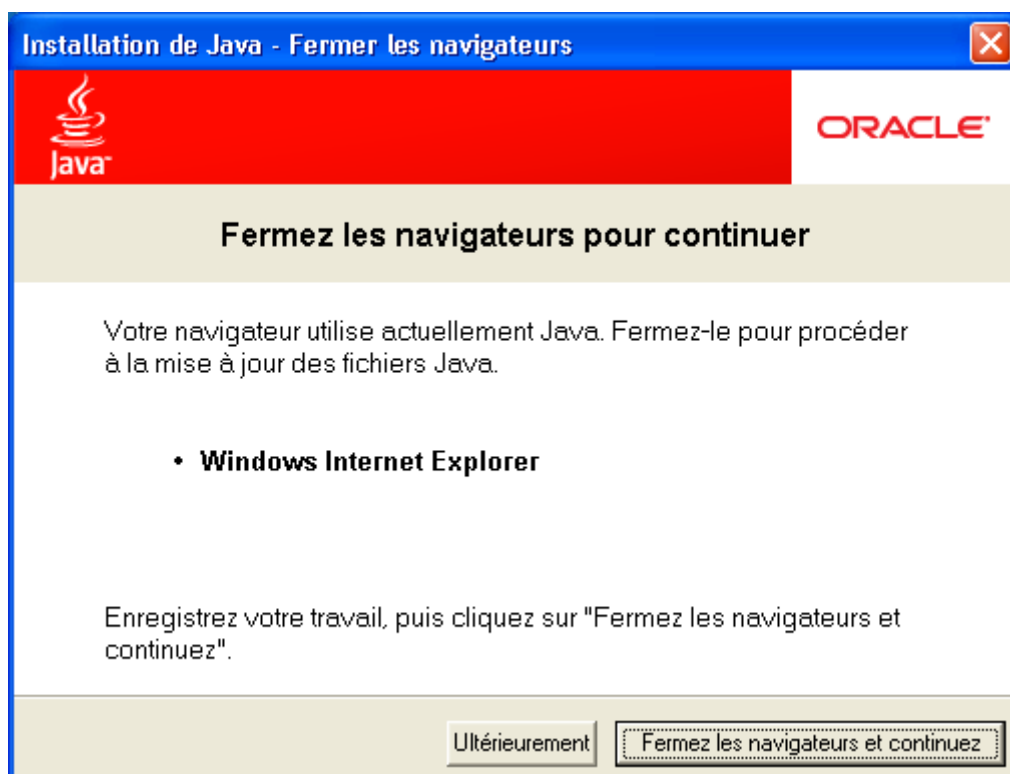 Installation de Java - Fermer les navigateurs
Java™
ORACLE®
Fermez les navigateurs pour continuer
Votre navigateur utilise actuellement Java. Fermez-le pour procéder
à la mise à jour des fichiers Java.
• Windows Internet Explorer
Enregistrez votre travail, puis cliquez sur "Fermez les navigateurs et
continuez".
Ultérieurement
Fermez les navigateurs et continuez